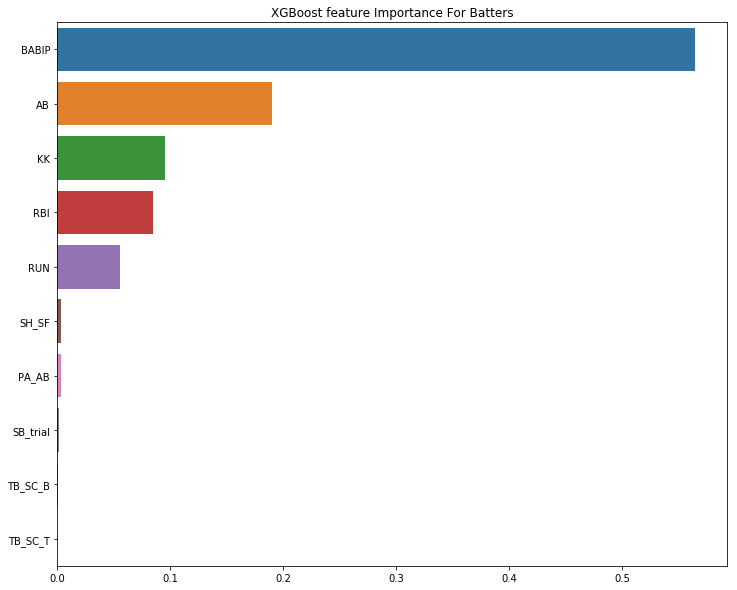 XGBoost feature Importance For Batters
BABIP
AB
KK
RBI
RUN
SH_SF
PA_AB
SB_trial
TB_SC_B
TB_SC_T
0.0 0.1 0.2 0.3 0.4 0.5